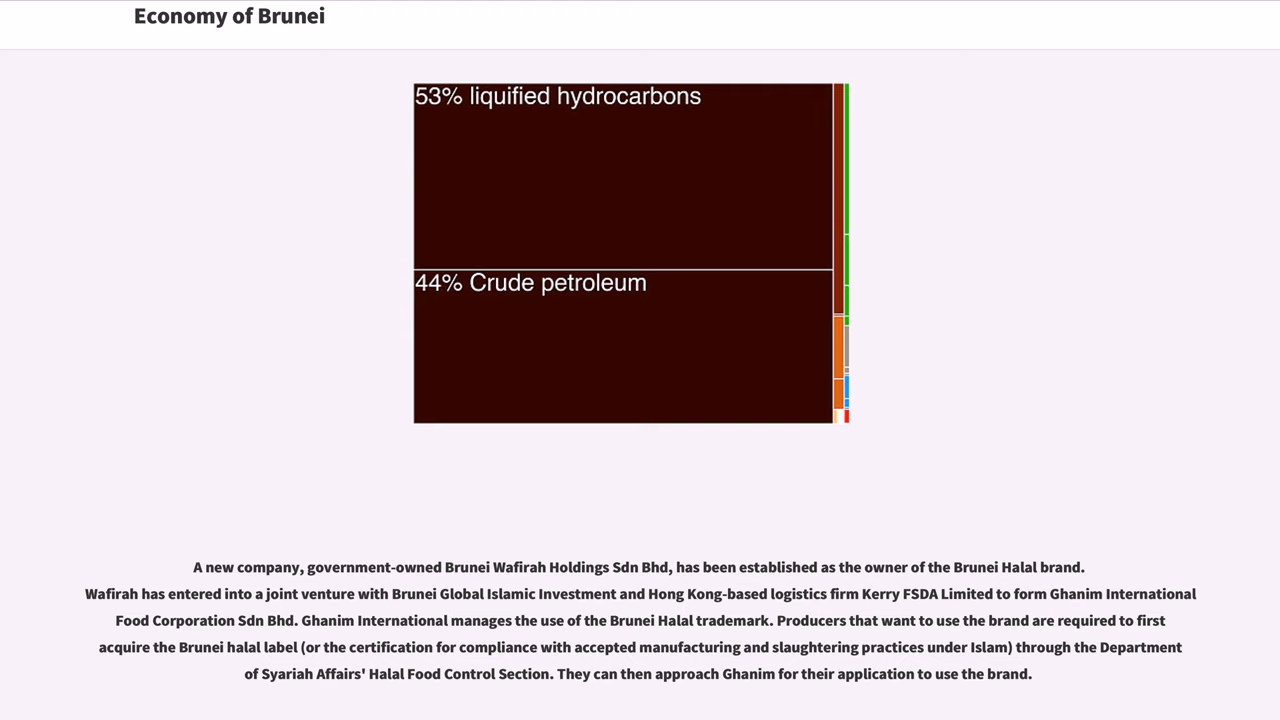 Economy of Brunei
53% liquified hydrocarbons
44% Crude petroleum
A new company, government-owned Brunei Wafirah Holdings Sdn Bhd, has been established as the owner of the Brunei Halal brand.
Wafirah has entered into a joint venture with Brunei Global Islamic Investment and Hong Kong-based logistics firm Kerry FSDA Limited to form Ghanim International
Food Corporation Sdn Bhd. Ghanim International manages the use of the Brunei Halal trademark. Producers that want to use the brand are required to first
acquire the Brunei halal label (or the certification for compliance with accepted manufacturing and slaughtering practices under Islam) through the Department
of Syariah Affairs' Halal Food Control Section. They can then approach Ghanim for their application to use the brand.